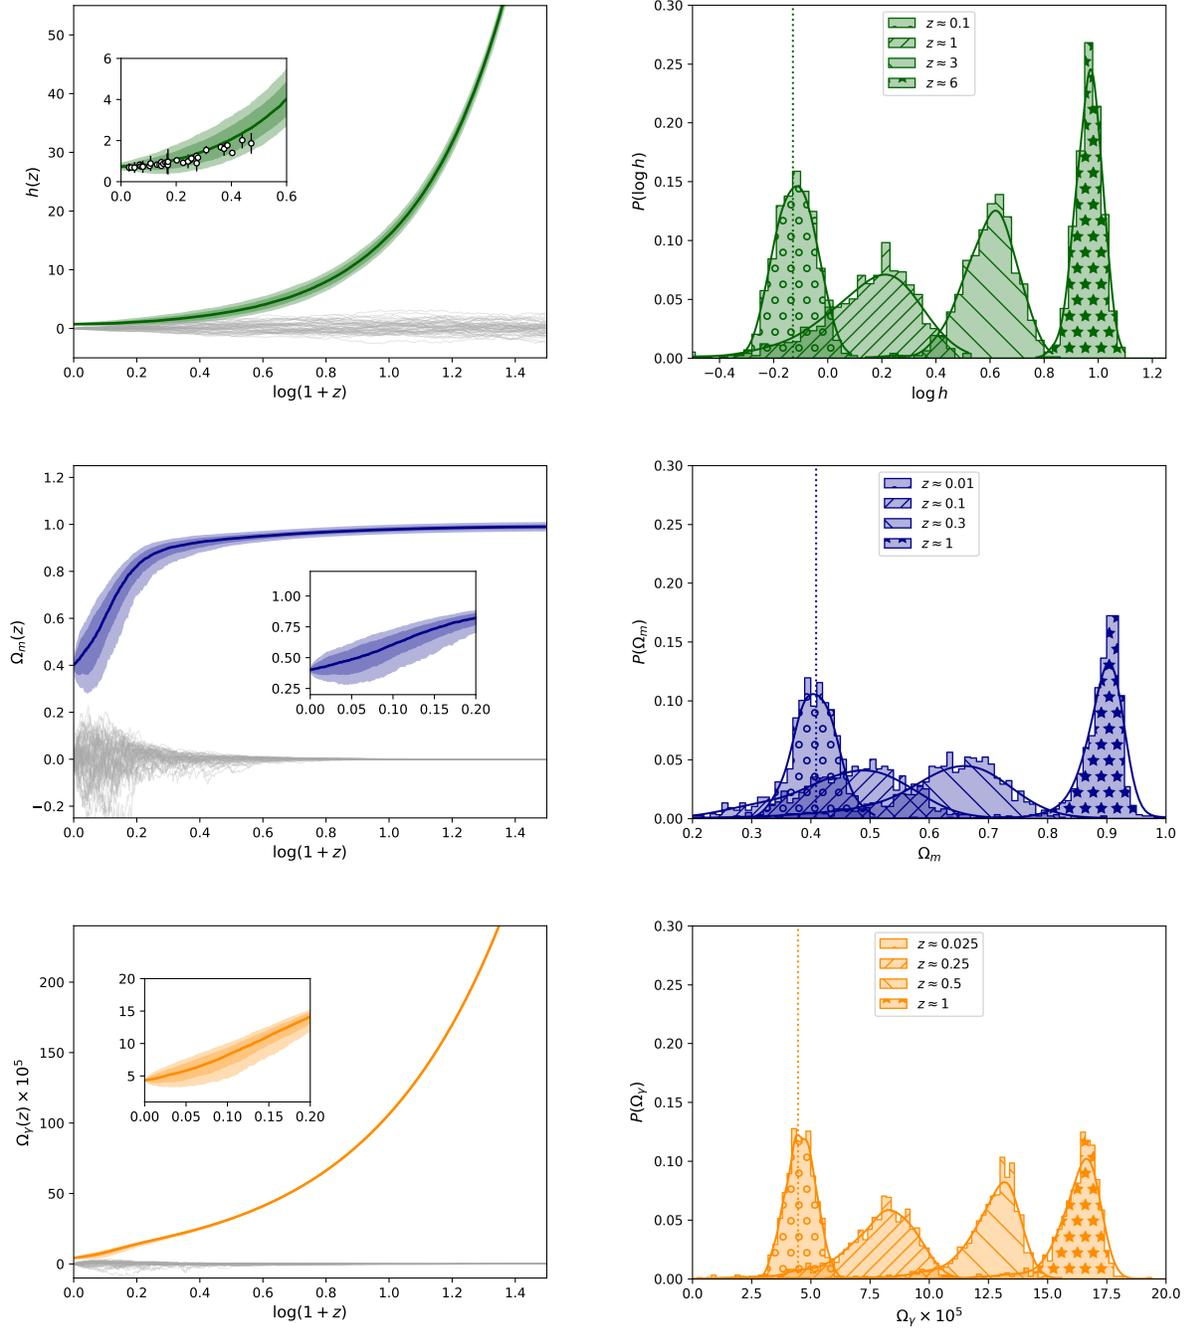 50
40
30
20
10
0
h(z)
6
4
2
0
0.0 0.2 0.4 0.6
0.0 0.2 0.4 0.6 0.8 1.0 1.2 1.4
log(1 + z)
0.30
0.25
0.20
0.15
0.10
0.05
0.00
P(log h)
z ≈ 0.1
z ≈ 1
z ≈ 3
z ≈ 6
−0.4 −0.2 0.0 0.2 0.4 0.6 0.8 1.0 1.2
log h
1.2
1.0
0.8
0.6
0.4
0.2
0.0
−0.2
Ωm(z)
1.00
0.75
0.50
0.25
0.00 0.05 0.10 0.15 0.20
0.0 0.2 0.4 0.6 0.8 1.0 1.2 1.4
log(1 + z)
0.30
0.25
0.20
0.15
0.10
0.05
0.00
P(Ωm)
z ≈ 0.01
z ≈ 0.1
z ≈ 0.3
z ≈ 1
0.2 0.3 0.4 0.5 0.6 0.7 0.8 0.9 1.0
Ωm
200
150
100
50
0
Ωγ(z) × 10⁵
20
15
10
5
0.00 0.05 0.10 0.15 0.20
0.0 0.2 0.4 0.6 0.8 1.0 1.2 1.4
log(1 + z)
0.30
0.25
0.20
0.15
0.10
0.05
0.00
P(Ωγ)
z ≈ 0.025
z ≈ 0.25
z ≈ 0.5
z ≈ 1
0.0 2.5 5.0 7.5 10.0 12.5 15.0 17.5 20.0
Ωγ × 10⁵